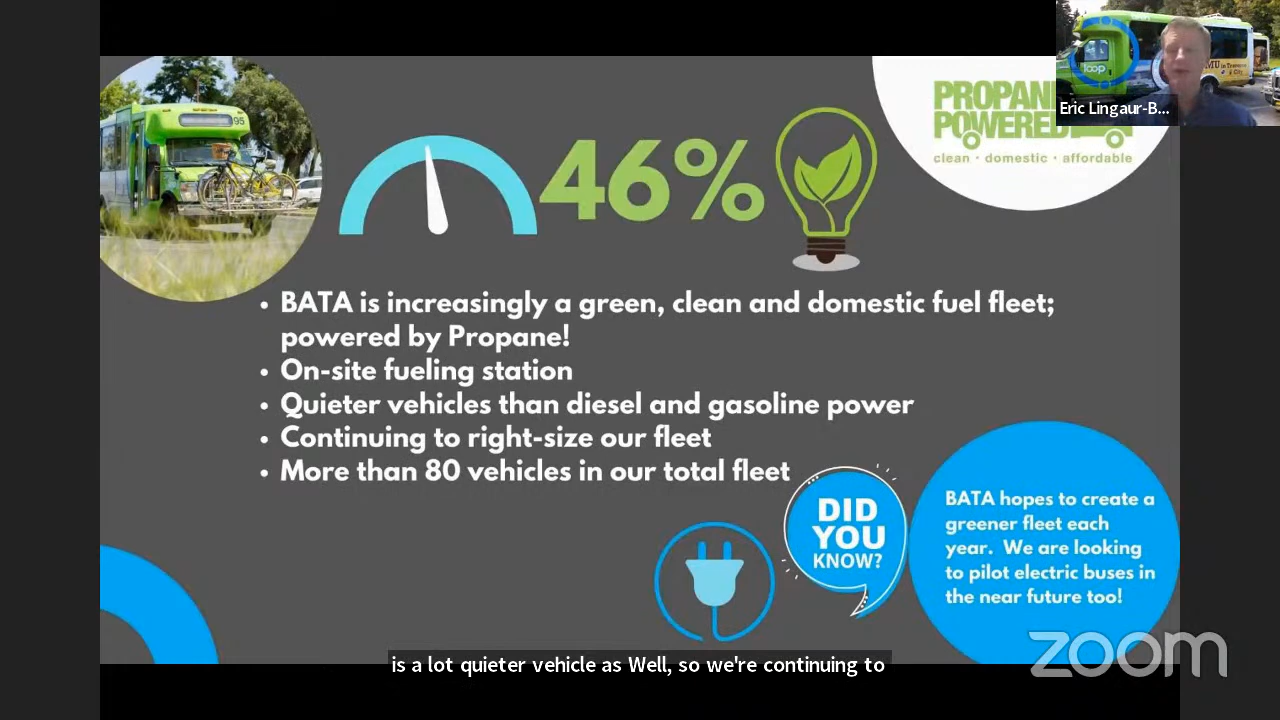 Eric Lingaur-B...
PROPANE
POWERED
clean · domestic · affordable
95
loop
46%
• BATA is increasingly a green, clean and domestic fuel fleet;
powered by Propane!
• On-site fueling station
• Quieter vehicles than diesel and gasoline power
• Continuing to right-size our fleet
• More than 80 vehicles in our total fleet
DID
YOU
KNOW?
BATA hopes to create a
greener fleet each
year. We are looking
to pilot electric buses in
the near future too!
is a lot quieter vehicle as Well, so we're continuing to
zoom